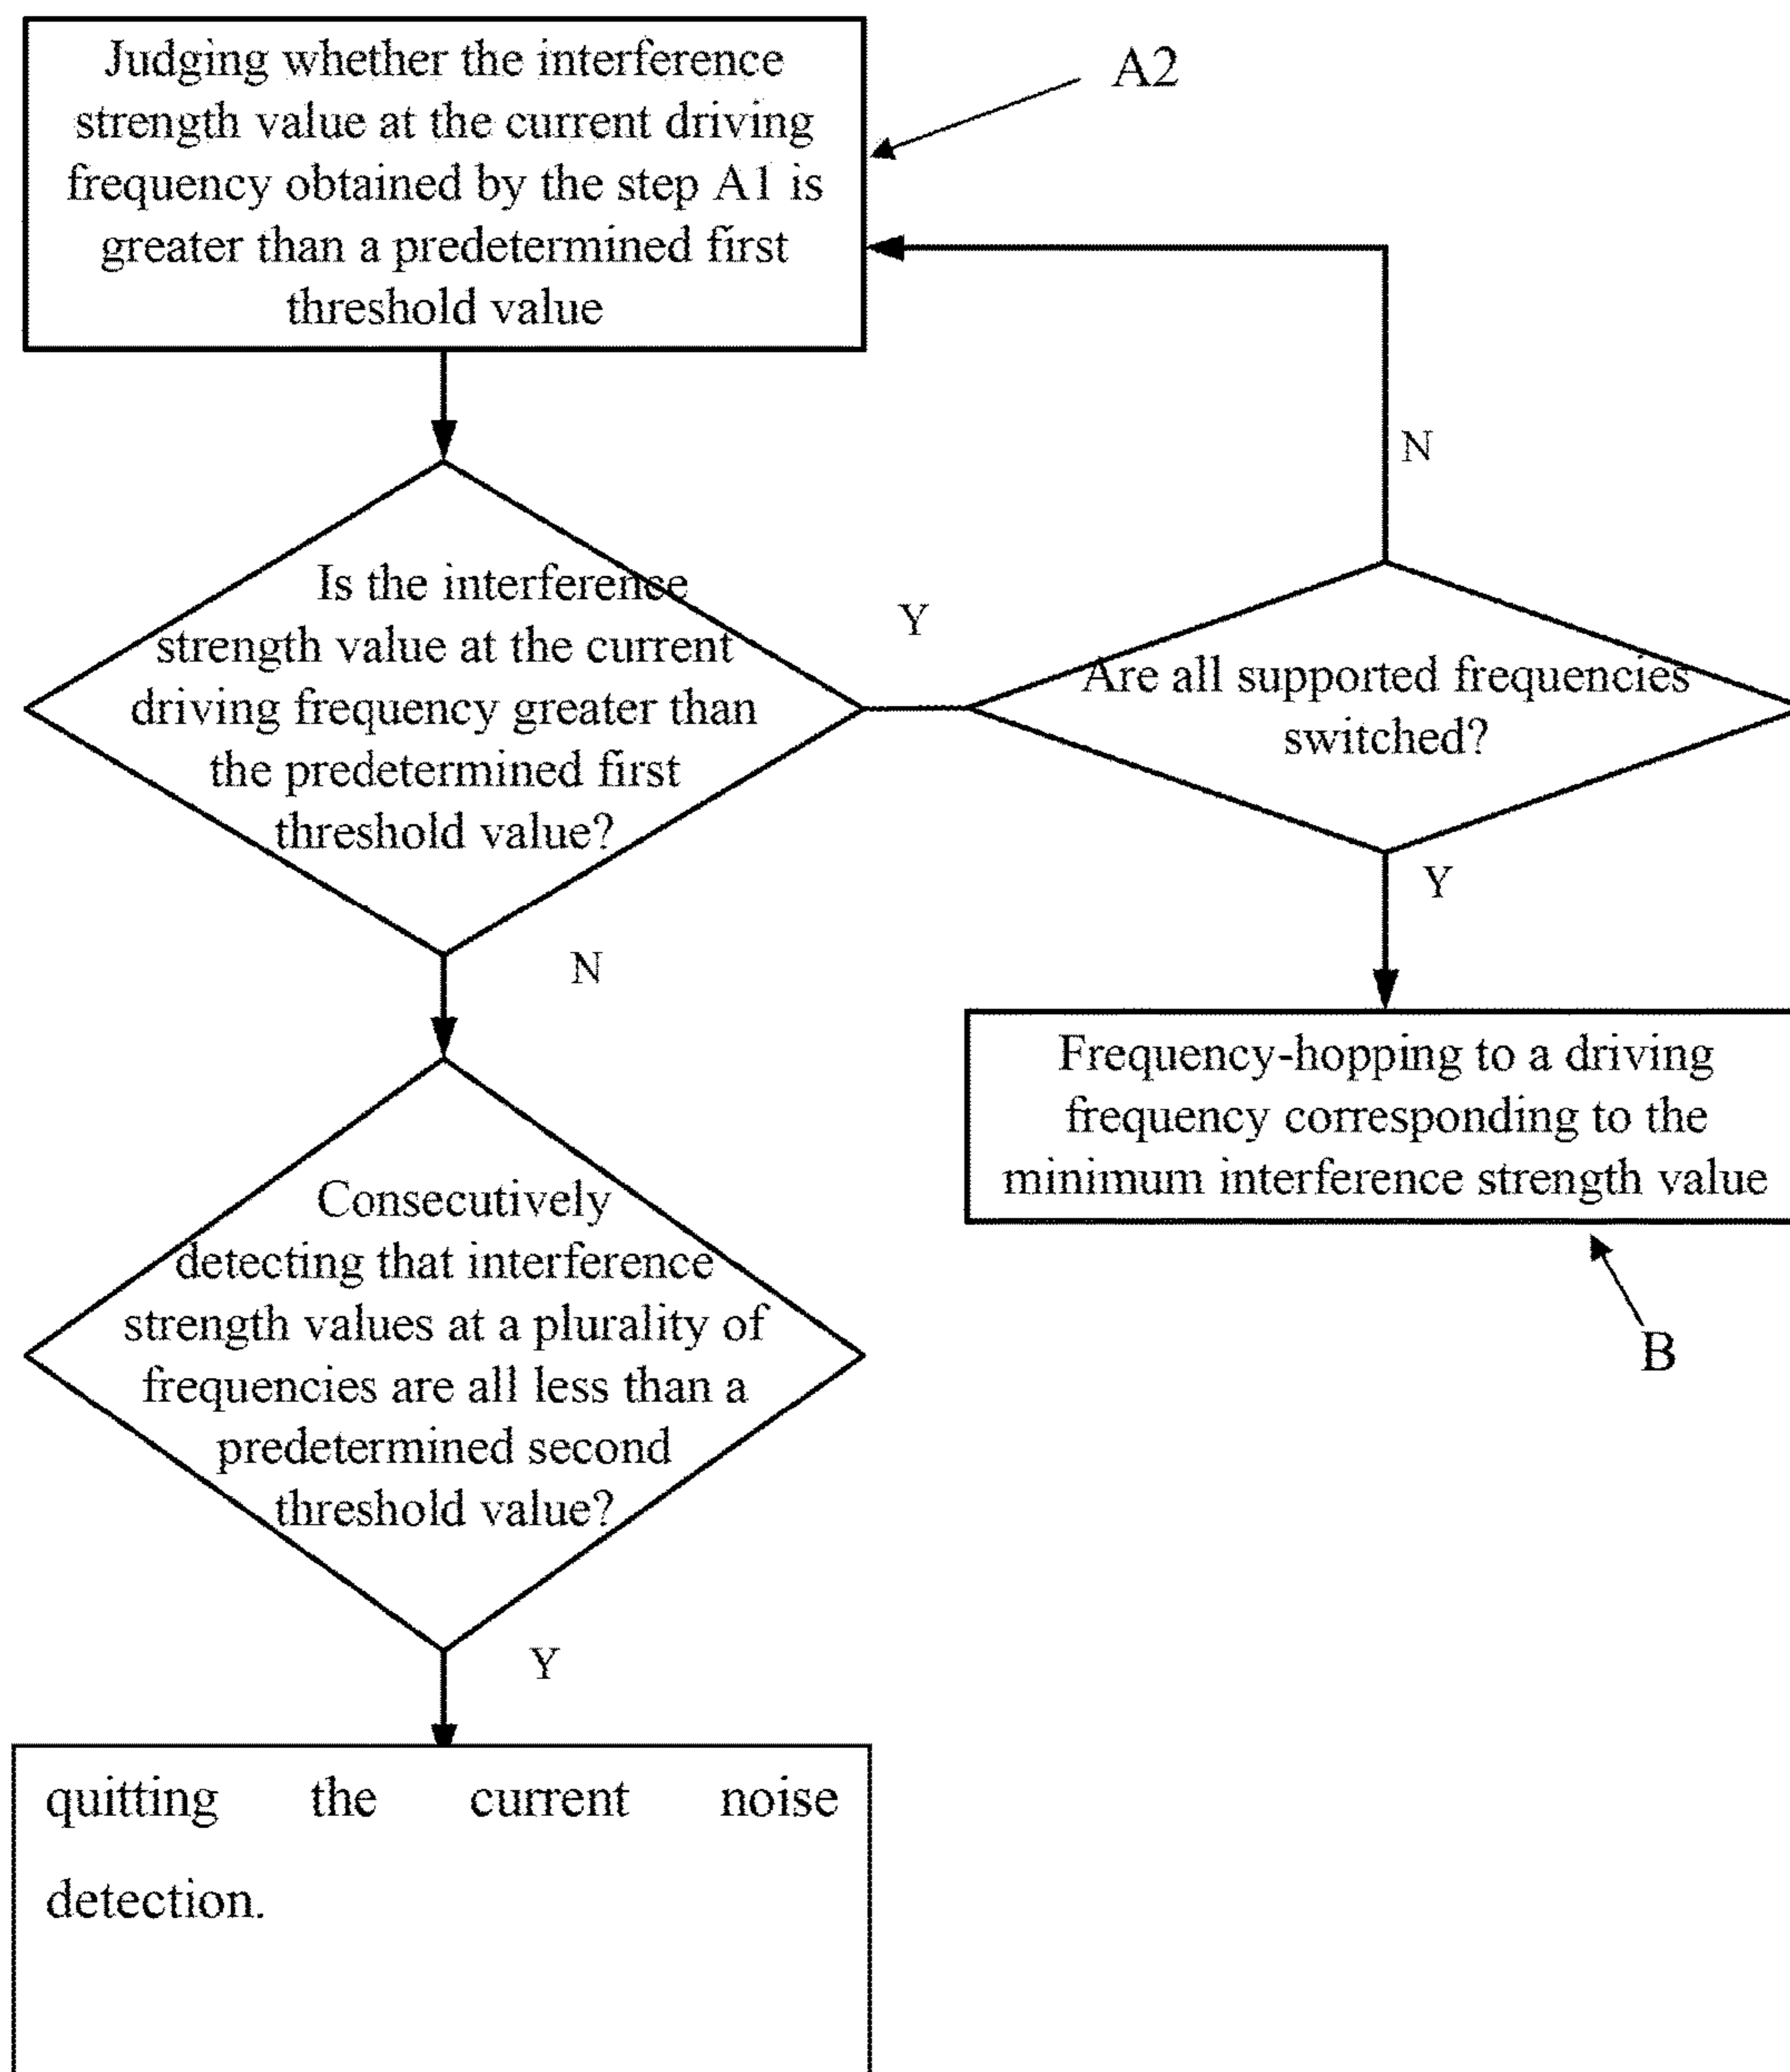 Judging whether the interference
strength value at the current driving
frequency obtained by the step A1 is
greater than a predetermined first
threshold value
A2
N
Is the interference
strength value at the current
driving frequency greater than
the predetermined first
threshold value?
Y
Are all supported frequencies
switched?
Y
N
Frequency-hopping to a driving
frequency corresponding to the
minimum interference strength value
B
Consecutively
detecting that interference
strength values at a plurality of
frequencies are all less than a
predetermined second
threshold value?
Y
quitting the current noise
detection.